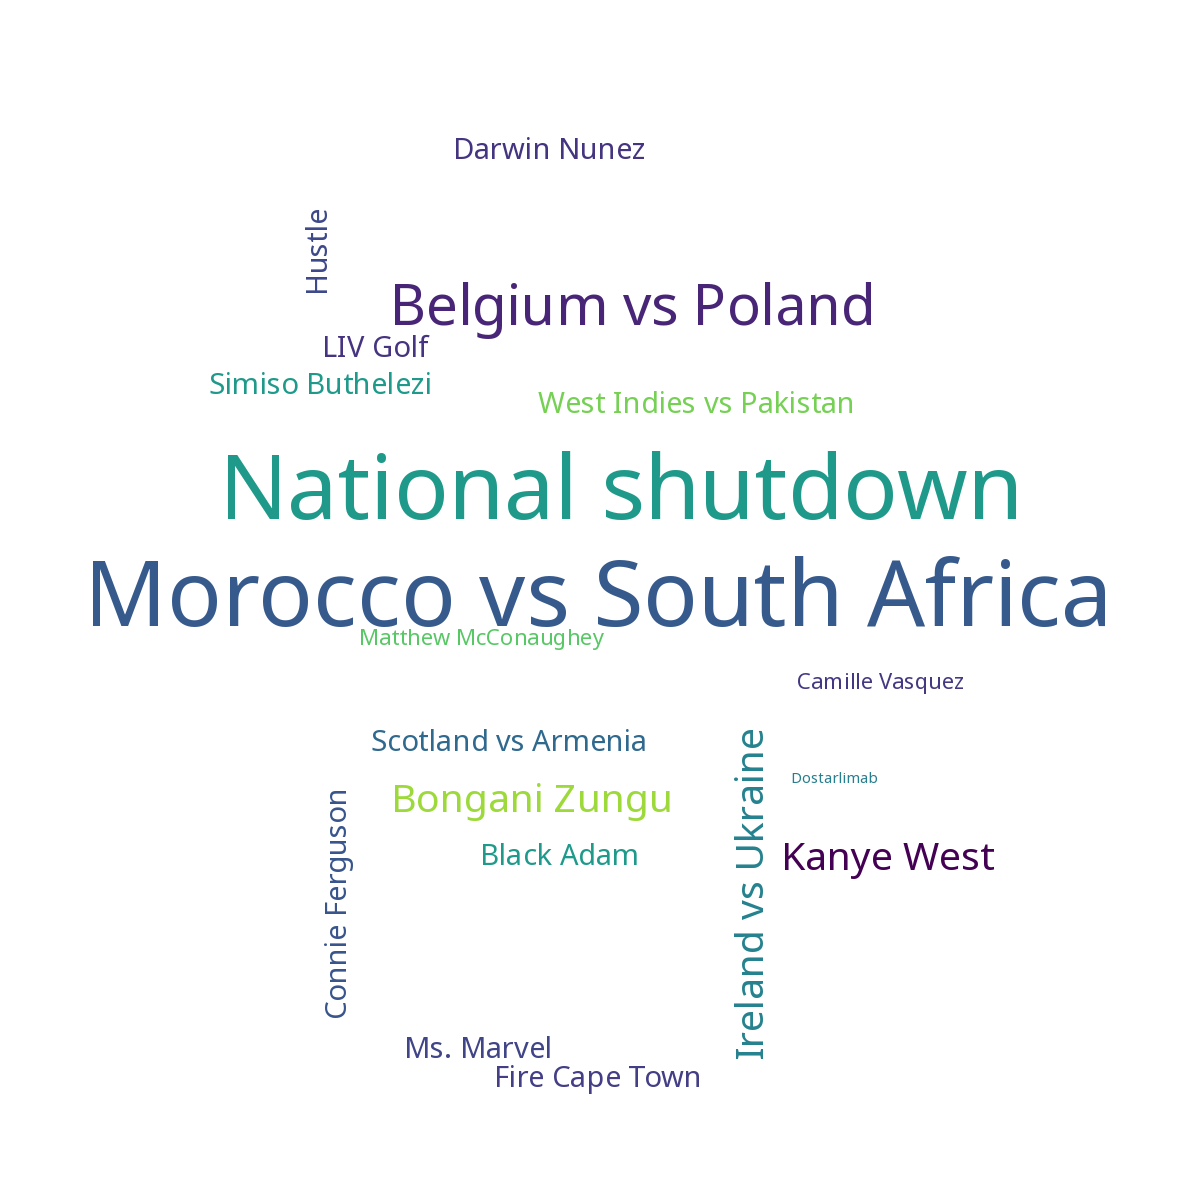 Darwin Nunez
Hustle
Belgium vs Poland
LIV Golf
Simiso Buthelezi
West Indies vs Pakistan
National shutdown
Morocco vs South Africa
Matthew McConaughey
Camille Vasquez
Scotland vs Armenia
Ireland vs Ukraine
Dostarlimab
Bongani Zungu
Connie Ferguson
Black Adam
Kanye West
Ms. Marvel
Fire Cape Town